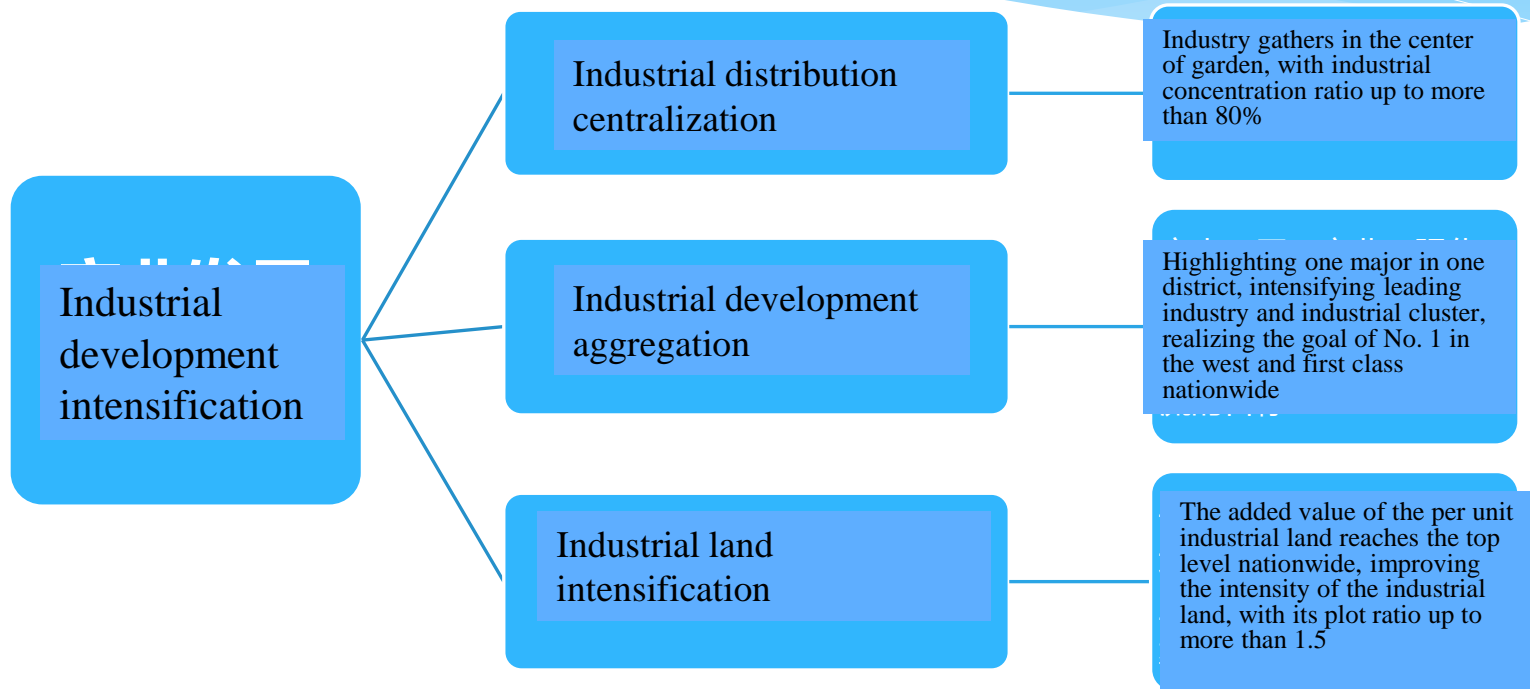 Industrial
development
intensification
Industrial distribution
centralization
Industry gathers in the center
of garden, with industrial
concentration ratio up to more
than 80%
Industrial development
aggregation
Highlighting one major in one
district, intensifying leading
industry and industrial cluster,
realizing the goal of No. 1 in
the west and first class
nationwide
Industrial land
intensification
The added value of the per unit
industrial land reaches the top
level nationwide, improving
the intensity of the industrial
land, with its plot ratio up to
more than 1.5